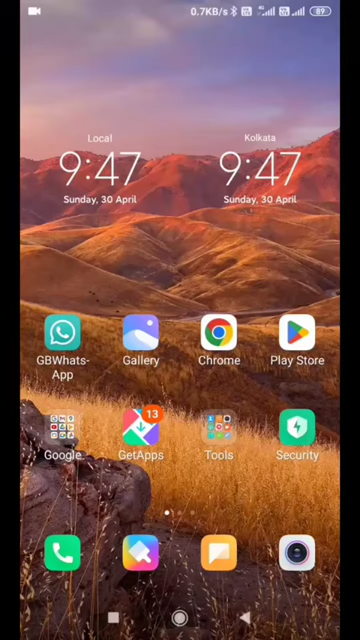 0.7KB/s
89
Local
Kolkata
9:47
9:47
Sunday, 30 April
Sunday, 30 April
GBWhats-
App
Gallery
Chrome
Play Store
13
Google
GetApps
Tools
Security